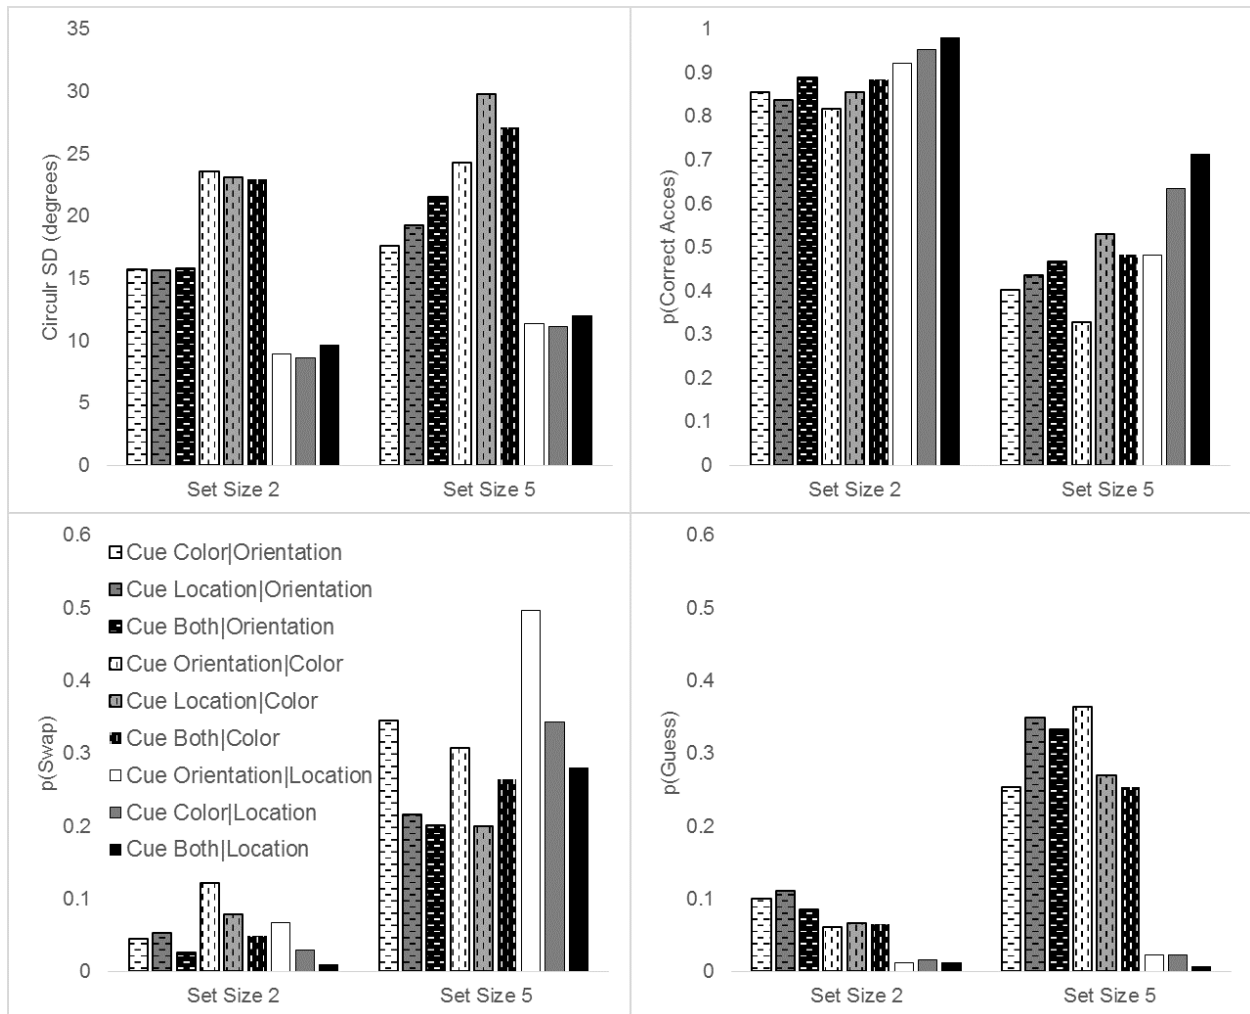 Circulr SD (degrees)
35
30
25
20
15
10
5
0
Set Size 2
Set Size 5
p(Correct Acces)
1
0.9
0.8
0.7
0.6
0.5
0.4
0.3
0.2
0.1
0
Set Size 2
Set Size 5
p(Swap)
0.6
0.5
0.4
0.3
0.2
0.1
0
Cue Color|Orientation
Cue Location|Orientation
Cue Both|Orientation
Cue Orientation|Color
Cue Location|Color
Cue Both|Color
Cue Orientation|Location
Cue Color|Location
Cue Both|Location
Set Size 2
Set Size 5
p(Guess)
0.6
0.5
0.4
0.3
0.2
0.1
0
Set Size 2
Set Size 5